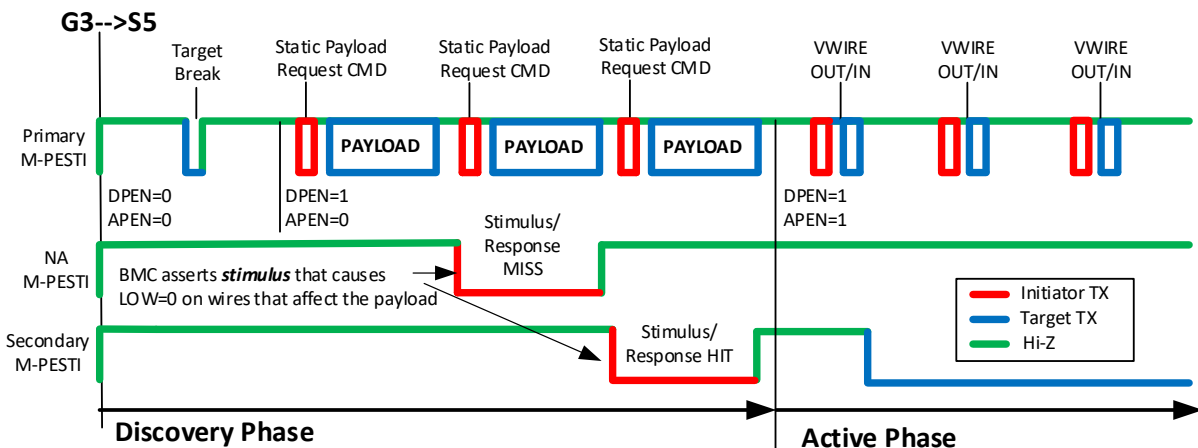 G3-->S5
Target
Break
Static Payload
Request CMD
Static Payload
Request CMD
Static Payload
Request CMD
VWIRE
OUT/IN
VWIRE
OUT/IN
VWIRE
OUT/IN
Primary
M-PESTI
PAYLOAD
PAYLOAD
PAYLOAD
DPEN=0
APEN=0
DPEN=1
APEN=0
DPEN=1
APEN=1
NA
M-PESTI
Stimulus/
Response
MISS
BMC asserts stimulus that causes
LOW=0 on wires that affect the payload
Initiator TX
Target TX
Hi-Z
Secondary
M-PESTI
Stimulus/
Response HIT
Discovery Phase
Active Phase